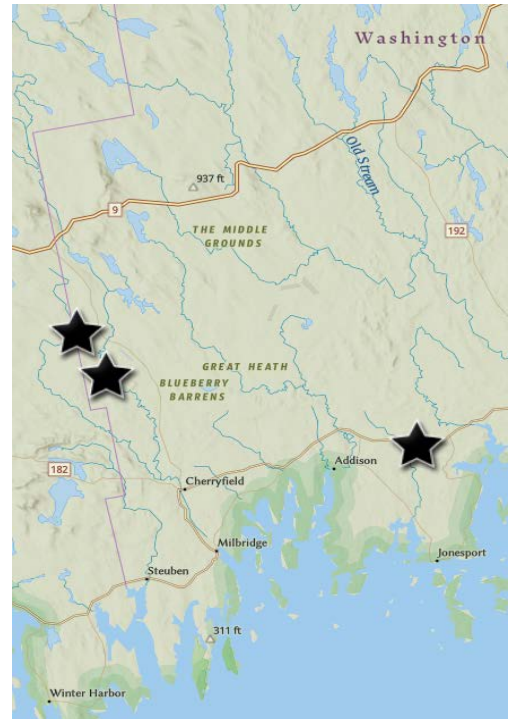 Washington
937 ft
Old Stream
9
THE MIDDLE
GROUNDS
192
GREAT HEATH
BLUEBERRY
BARRENS
182
Addison
Cherryfield
Milbridge
Jonesport
Steuben
311 ft
Winter Harbor